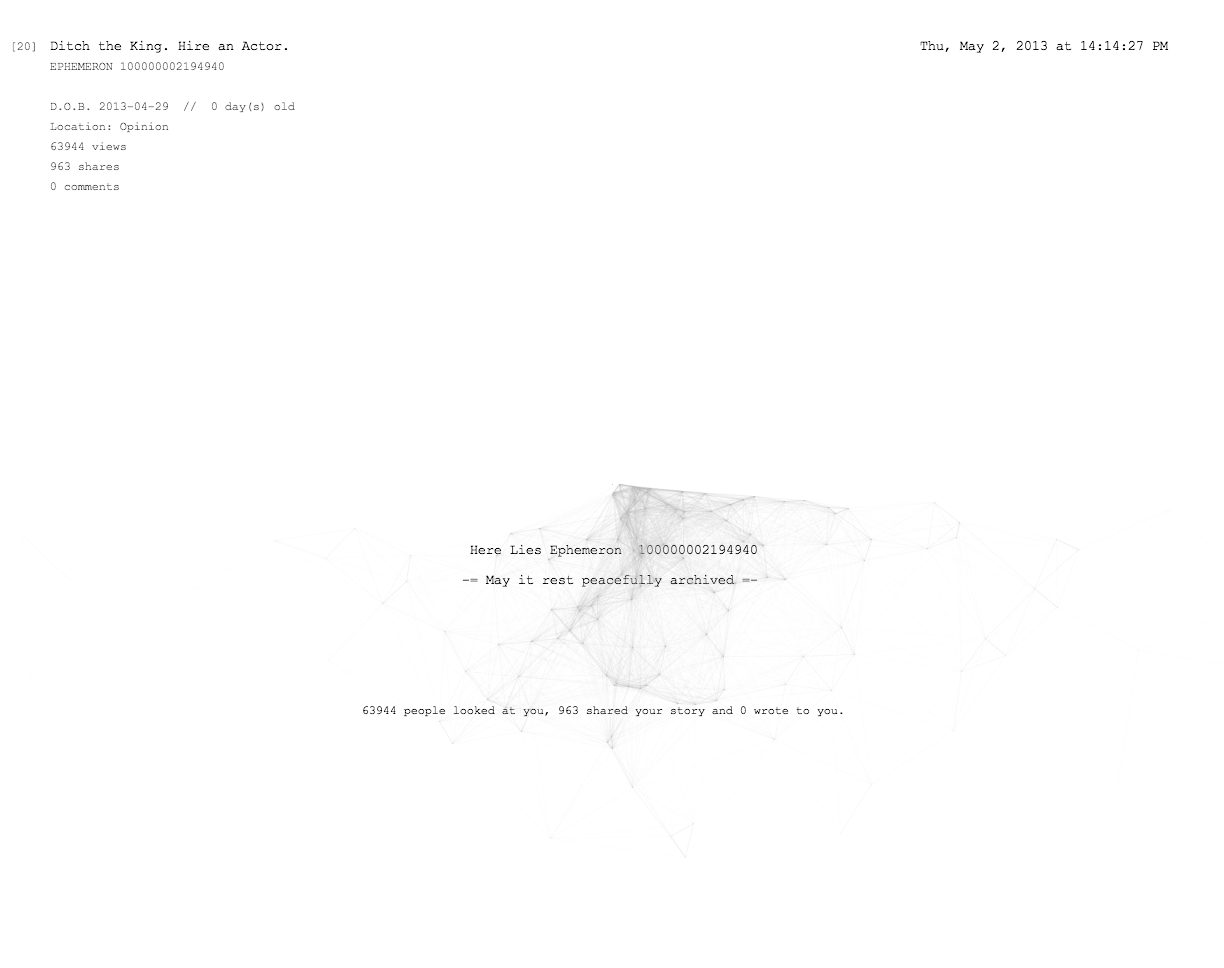 [20] Ditch the King. Hire an Actor.
Thu, May 2, 2013 at 14:14:27 PM
EPHEMERON 100000002194940
D.O.B. 2013-04-29 // 0 day(s) old
Location: Opinion
63944 views
963 shares
0 comments
Here Lies Ephemeron 100000002194940
-= May it rest peacefully archived =-
63944 people looked at you, 963 shared your story and 0 wrote to you.